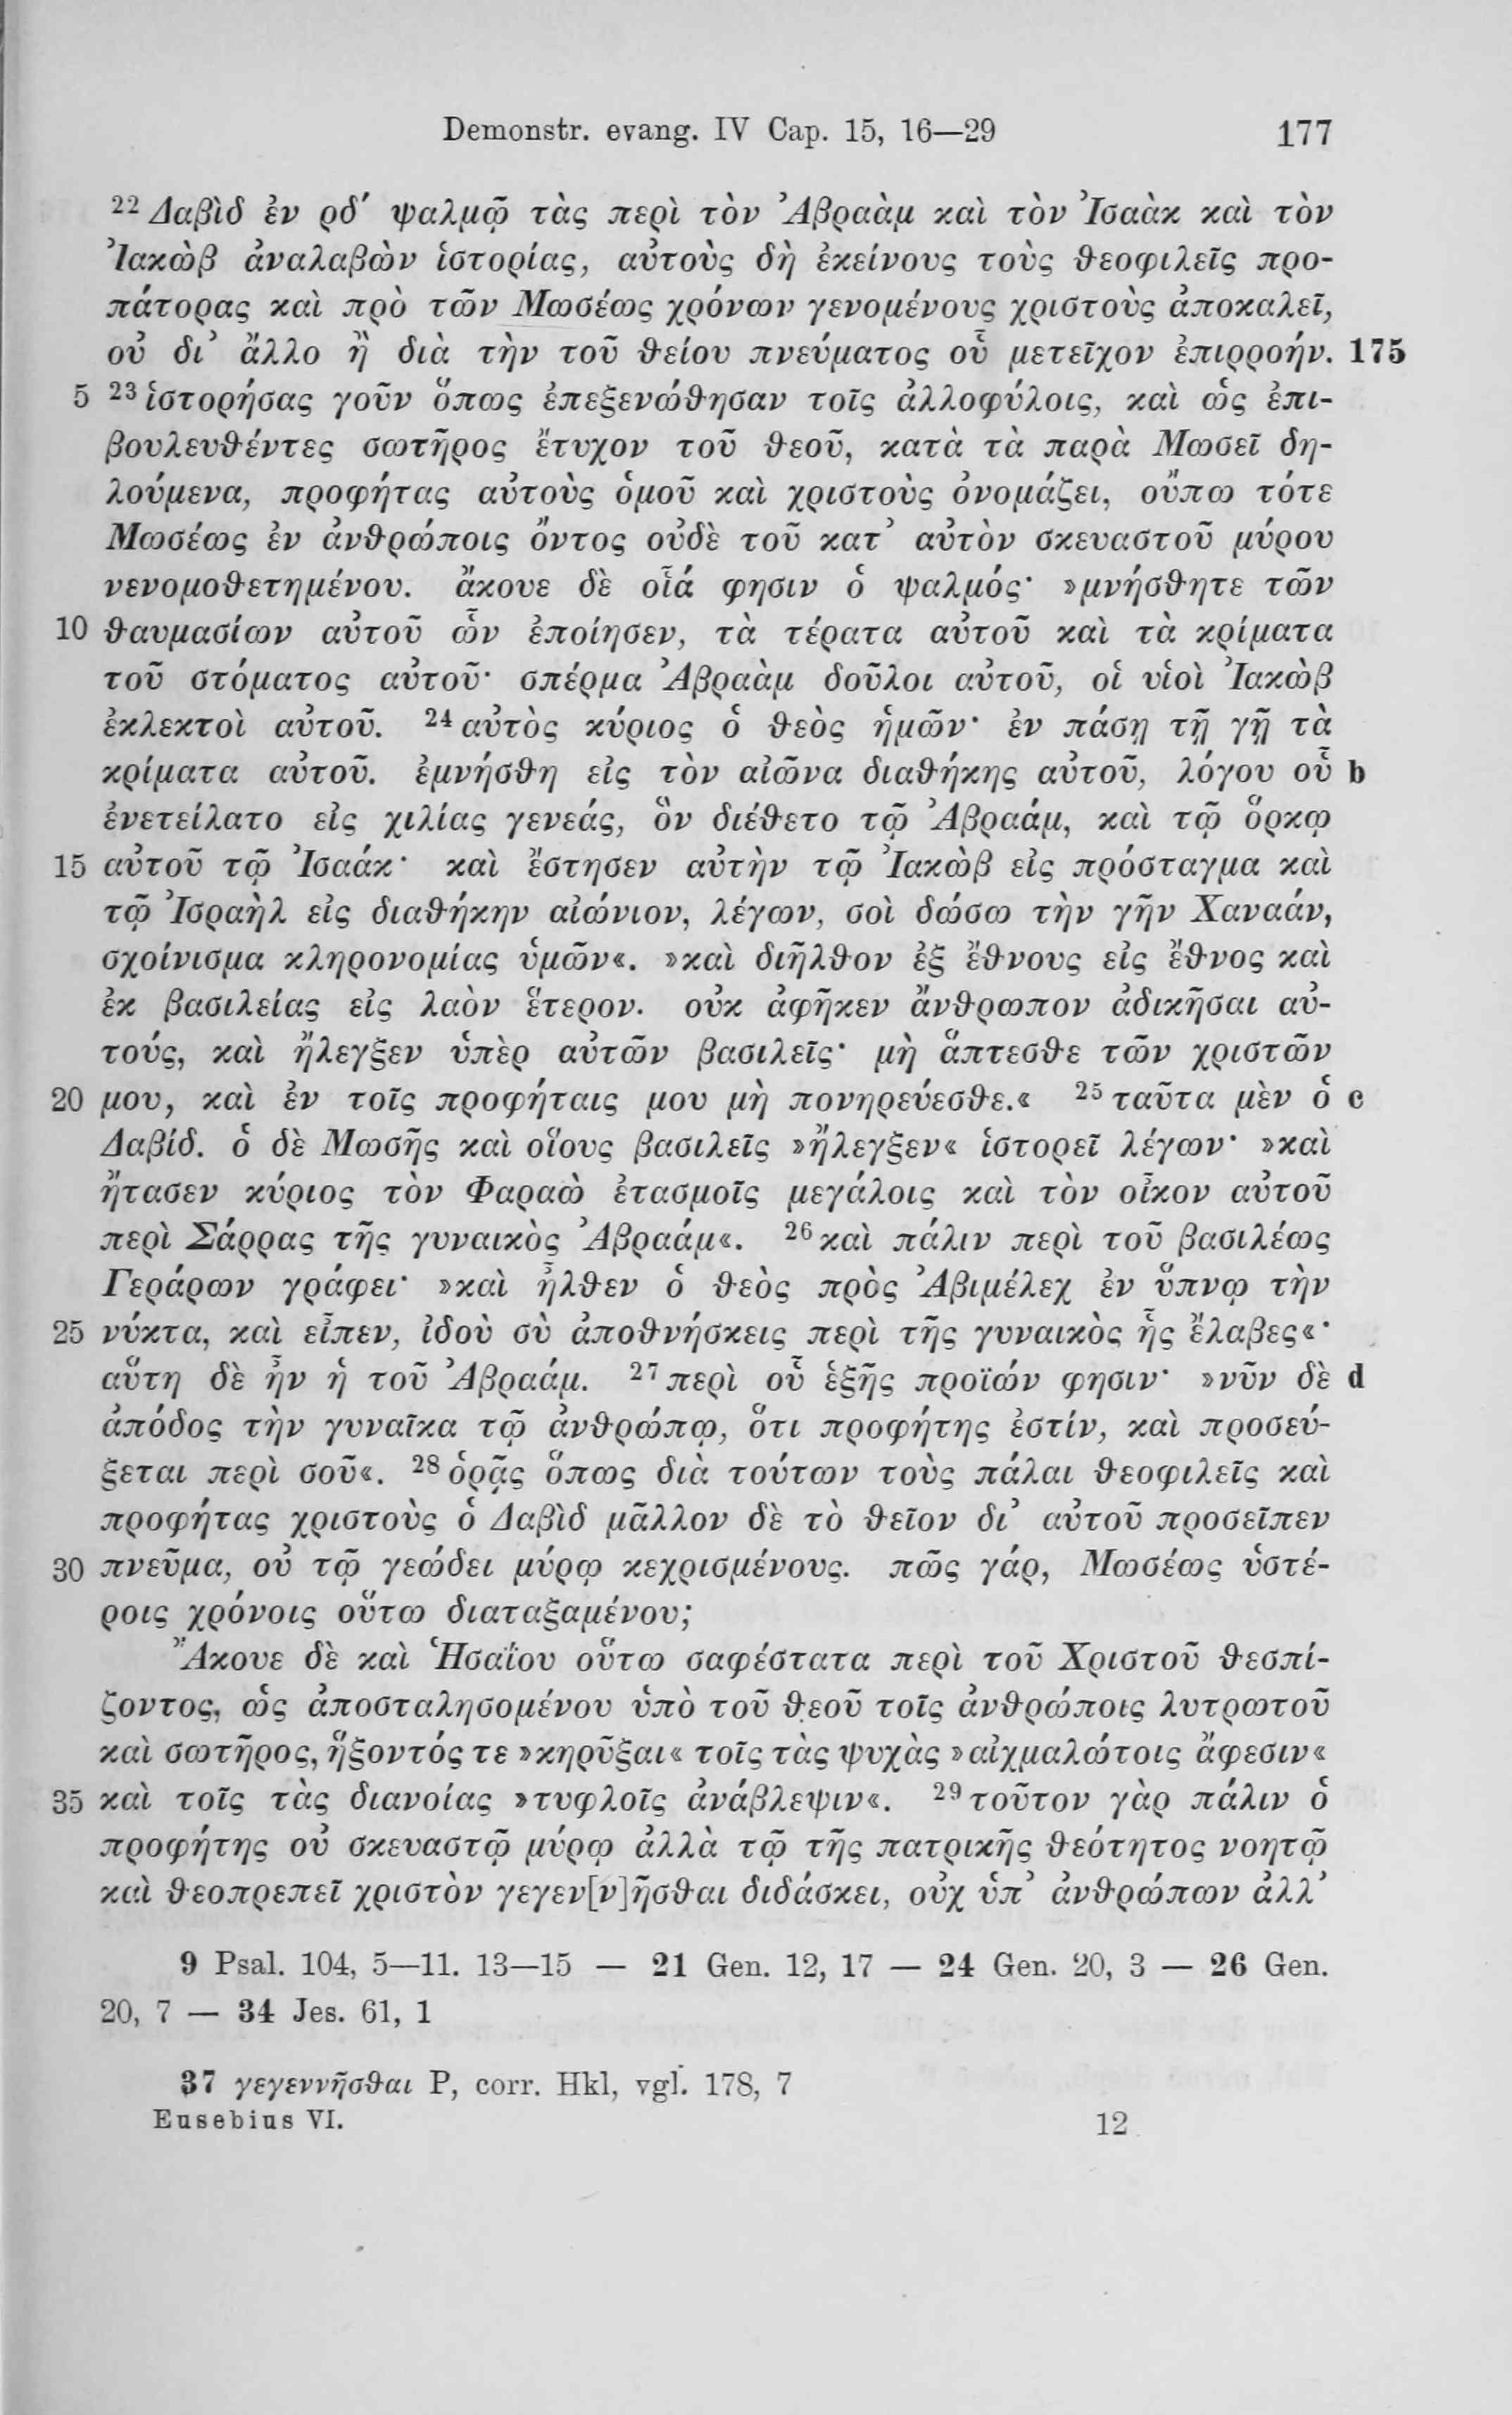 Demonstr. evang. IV Cap. 15, 16—29 177
²² Δαβὶδ ἐν ρδʹ ψαλμῷ τὰς περὶ τὸν Ἀβραὰμ καὶ τὸν Ἰσαὰκ καὶ τὸν
Ἰακὼβ ἀναλαβὼν ἱστορίας, αὐτοὺς δὴ ἐκείνους τοὺς θεοφιλεῖς προ-
πάτορας καὶ πρὸ τῶν Μωσέως χρόνων γενομένους χριστοὺς ἀποκαλεῖ,
οὐ δι᾽ ἄλλο ἢ διὰ τὴν τοῦ θείου πνεύματος οὗ μετεῖχον ἐπιρροήν. 175
5 ²³ ἱστορήσας γοῦν ὅπως ἐπεξενώθησαν τοῖς ἀλλοφύλοις, καὶ ὡς ἐπι-
βουλευθέντες σωτῆρος ἔτυχον τοῦ θεοῦ, κατὰ τὰ παρὰ Μωσεῖ δη-
λούμενα, προφήτας αὐτοὺς ὁμοῦ καὶ χριστοὺς ὀνομάζει, οὔπω τότε
Μωσέως ἐν ἀνθρώποις ὄντος οὐδὲ τοῦ κατ᾽ αὐτὸν σκευαστοῦ μύρου
νενομοθετημένου. ἄκουε δὲ οἷά φησιν ὁ ψαλμός· »μνήσθητε τῶν
10 θαυμασίων αὐτοῦ ὧν ἐποίησεν, τὰ τέρατα αὐτοῦ καὶ τὰ κρίματα
τοῦ στόματος αὐτοῦ· σπέρμα Ἀβραὰμ δοῦλοι αὐτοῦ, οἱ υἱοὶ Ἰακὼβ
ἐκλεκτοὶ αὐτοῦ. ²⁴ αὐτὸς κύριος ὁ θεὸς ἡμῶν· ἐν πάσῃ τῇ γῇ τὰ
κρίματα αὐτοῦ. ἐμνήσθη εἰς τὸν αἰῶνα διαθήκης αὐτοῦ, λόγου οὗ b
ἐνετείλατο εἰς χιλίας γενεάς, ὃν διέθετο τῷ Ἀβραάμ, καὶ τῷ ὅρκῳ
15 αὐτοῦ τῷ Ἰσαάκ· καὶ ἔστησεν αὐτὴν τῷ Ἰακὼβ εἰς πρόσταγμα καὶ
τῷ Ἰσραὴλ εἰς διαθήκην αἰώνιον, λέγων, σοὶ δώσω τὴν γῆν Χαναάν,
σχοίνισμα κληρονομίας ὑμῶν«. »καὶ διῆλθον ἐξ ἔθνους εἰς ἔθνος καὶ
ἐκ βασιλείας εἰς λαὸν ἕτερον. οὐκ ἀφῆκεν ἄνθρωπον ἀδικῆσαι αὐ-
τούς, καὶ ἤλεγξεν ὑπὲρ αὐτῶν βασιλεῖς· μὴ ἅπτεσθε τῶν χριστῶν
20 μου, καὶ ἐν τοῖς προφήταις μου μὴ πονηρεύεσθε.« ²⁵ ταῦτα μὲν ὁ c
Δαβίδ. ὁ δὲ Μωσῆς καὶ οἵους βασιλεῖς »ἤλεγξεν« ἱστορεῖ λέγων· »καὶ
ἤτασεν κύριος τὸν Φαραὼ ἐτασμοῖς μεγάλοις καὶ τὸν οἶκον αὐτοῦ
περὶ Σάρρας τῆς γυναικὸς Ἀβραάμ«. ²⁶ καὶ πάλιν περὶ τοῦ βασιλέως
Γεράρων γράφει· »καὶ ἦλθεν ὁ θεὸς πρὸς Ἀβιμέλεχ ἐν ὕπνῳ τὴν
25 νύκτα, καὶ εἶπεν, ἰδοὺ σὺ ἀποθνήσκεις περὶ τῆς γυναικὸς ἧς ἔλαβες«·
αὕτη δὲ ἦν ἡ τοῦ Ἀβραάμ. ²⁷ περὶ οὗ ἑξῆς προϊών φησιν· »νῦν δὲ d
ἀπόδος τὴν γυναῖκα τῷ ἀνθρώπῳ, ὅτι προφήτης ἐστίν, καὶ προσεύ-
ξεται περὶ σοῦ«. ²⁸ ὁρᾷς ὅπως διὰ τούτων τοὺς πάλαι θεοφιλεῖς καὶ
προφήτας χριστοὺς ὁ Δαβὶδ μᾶλλον δὲ τὸ θεῖον δι᾽ αὐτοῦ προσεῖπεν
30 πνεῦμα, οὐ τῷ γεώδει μύρῳ κεχρισμένους. πῶς γάρ, Μωσέως ὑστέ-
ροις χρόνοις οὕτω διαταξαμένου;
Ἄκουε δὲ καὶ Ἡσαΐου οὕτω σαφέστατα περὶ τοῦ Χριστοῦ θεσπί-
ζοντος, ὡς ἀποσταλησομένου ὑπὸ τοῦ θεοῦ τοῖς ἀνθρώποις λυτρωτοῦ
καὶ σωτῆρος, ἥξοντός τε »κηρῦξαι« τοῖς τὰς ψυχὰς »αἰχμαλώτοις ἄφεσιν«
35 καὶ τοῖς τὰς διανοίας »τυφλοῖς ἀνάβλεψιν«. ²⁹ τοῦτον γὰρ πάλιν ὁ
προφήτης οὐ σκευαστῷ μύρῳ ἀλλὰ τῷ τῆς πατρικῆς θεότητος νοητῷ
καὶ θεοπρεπεῖ χριστὸν γεγεν[ν]ῆσθαι διδάσκει, οὐχ ὑπ᾽ ἀνθρώπων ἀλλ᾽
9 Psal. 104, 5—11. 13—15 — 21 Gen. 12, 17 — 24 Gen. 20, 3 — 26 Gen.
20, 7 — 34 Jes. 61, 1
37 γεγεννῆσθαι P, corr. Hkl, vgl. 178, 7
Eusebius VI. 12